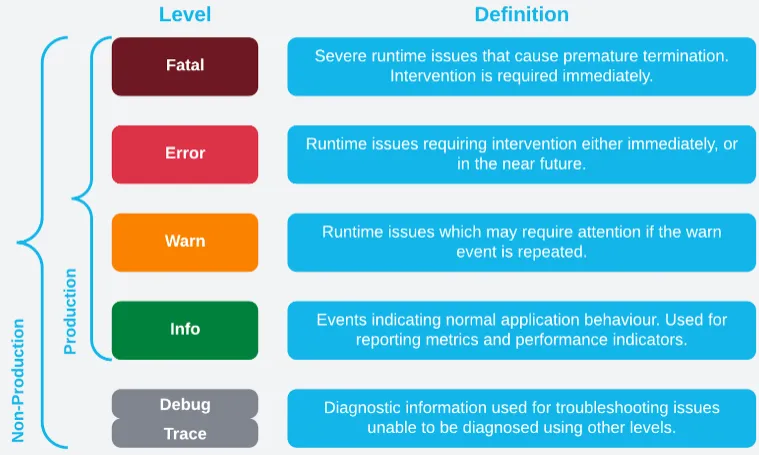 Level
Definition
Fatal
Severe runtime issues that cause premature termination.
Intervention is required immediately.
Error
Runtime issues requiring intervention either immediately, or
in the near future.
Warn
Runtime issues which may require attention if the warn
event is repeated.
Info
Events indicating normal application behaviour. Used for
reporting metrics and performance indicators.
Debug
Trace
Diagnostic information used for troubleshooting issues
unable to be diagnosed using other levels.
Production
Non-Production